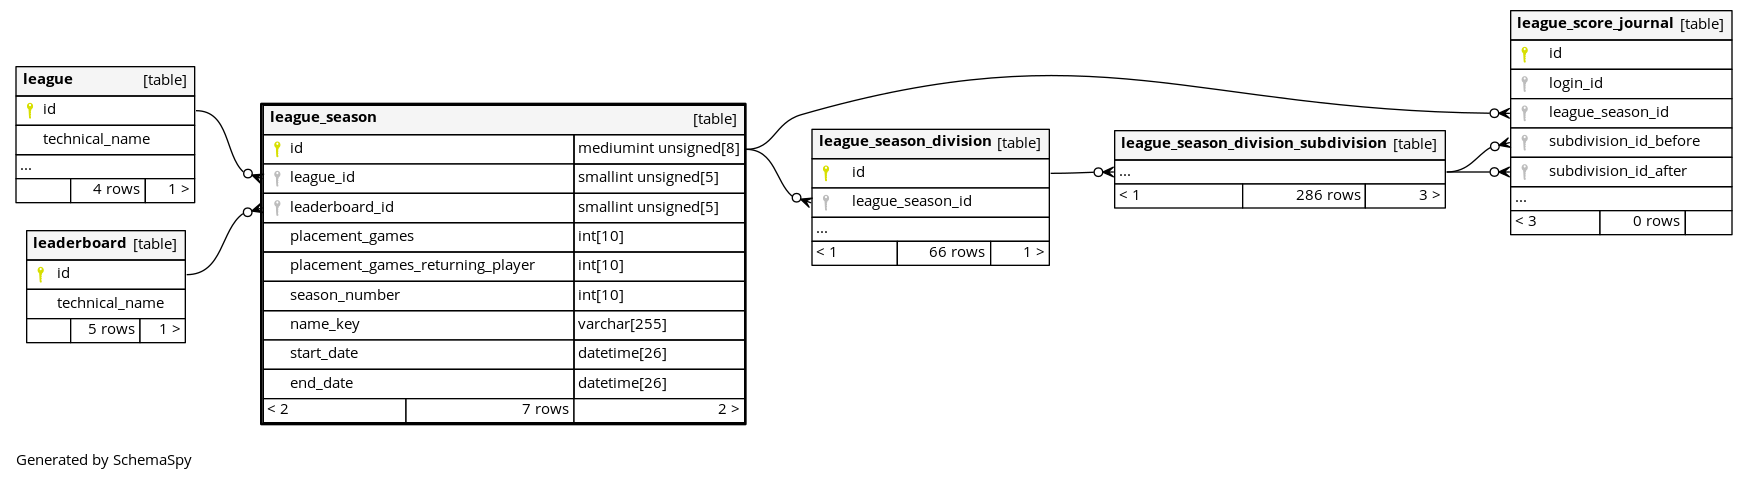 league [table]
id
technical_name
...
4 rows 1 >
leaderboard [table]
id
technical_name
5 rows 1 >
league_season [table]
id mediumint unsigned[8]
league_id smallint unsigned[5]
leaderboard_id smallint unsigned[5]
placement_games int[10]
placement_games_returning_player int[10]
season_number int[10]
name_key varchar[255]
start_date datetime[26]
end_date datetime[26]
< 2 7 rows 2 >
league_season_division [table]
id
league_season_id
...
< 1 66 rows 1 >
league_season_division_subdivision [table]
...
< 1 286 rows 3 >
league_score_journal [table]
id
login_id
league_season_id
subdivision_id_before
subdivision_id_after
...
< 3 0 rows
Generated by SchemaSpy